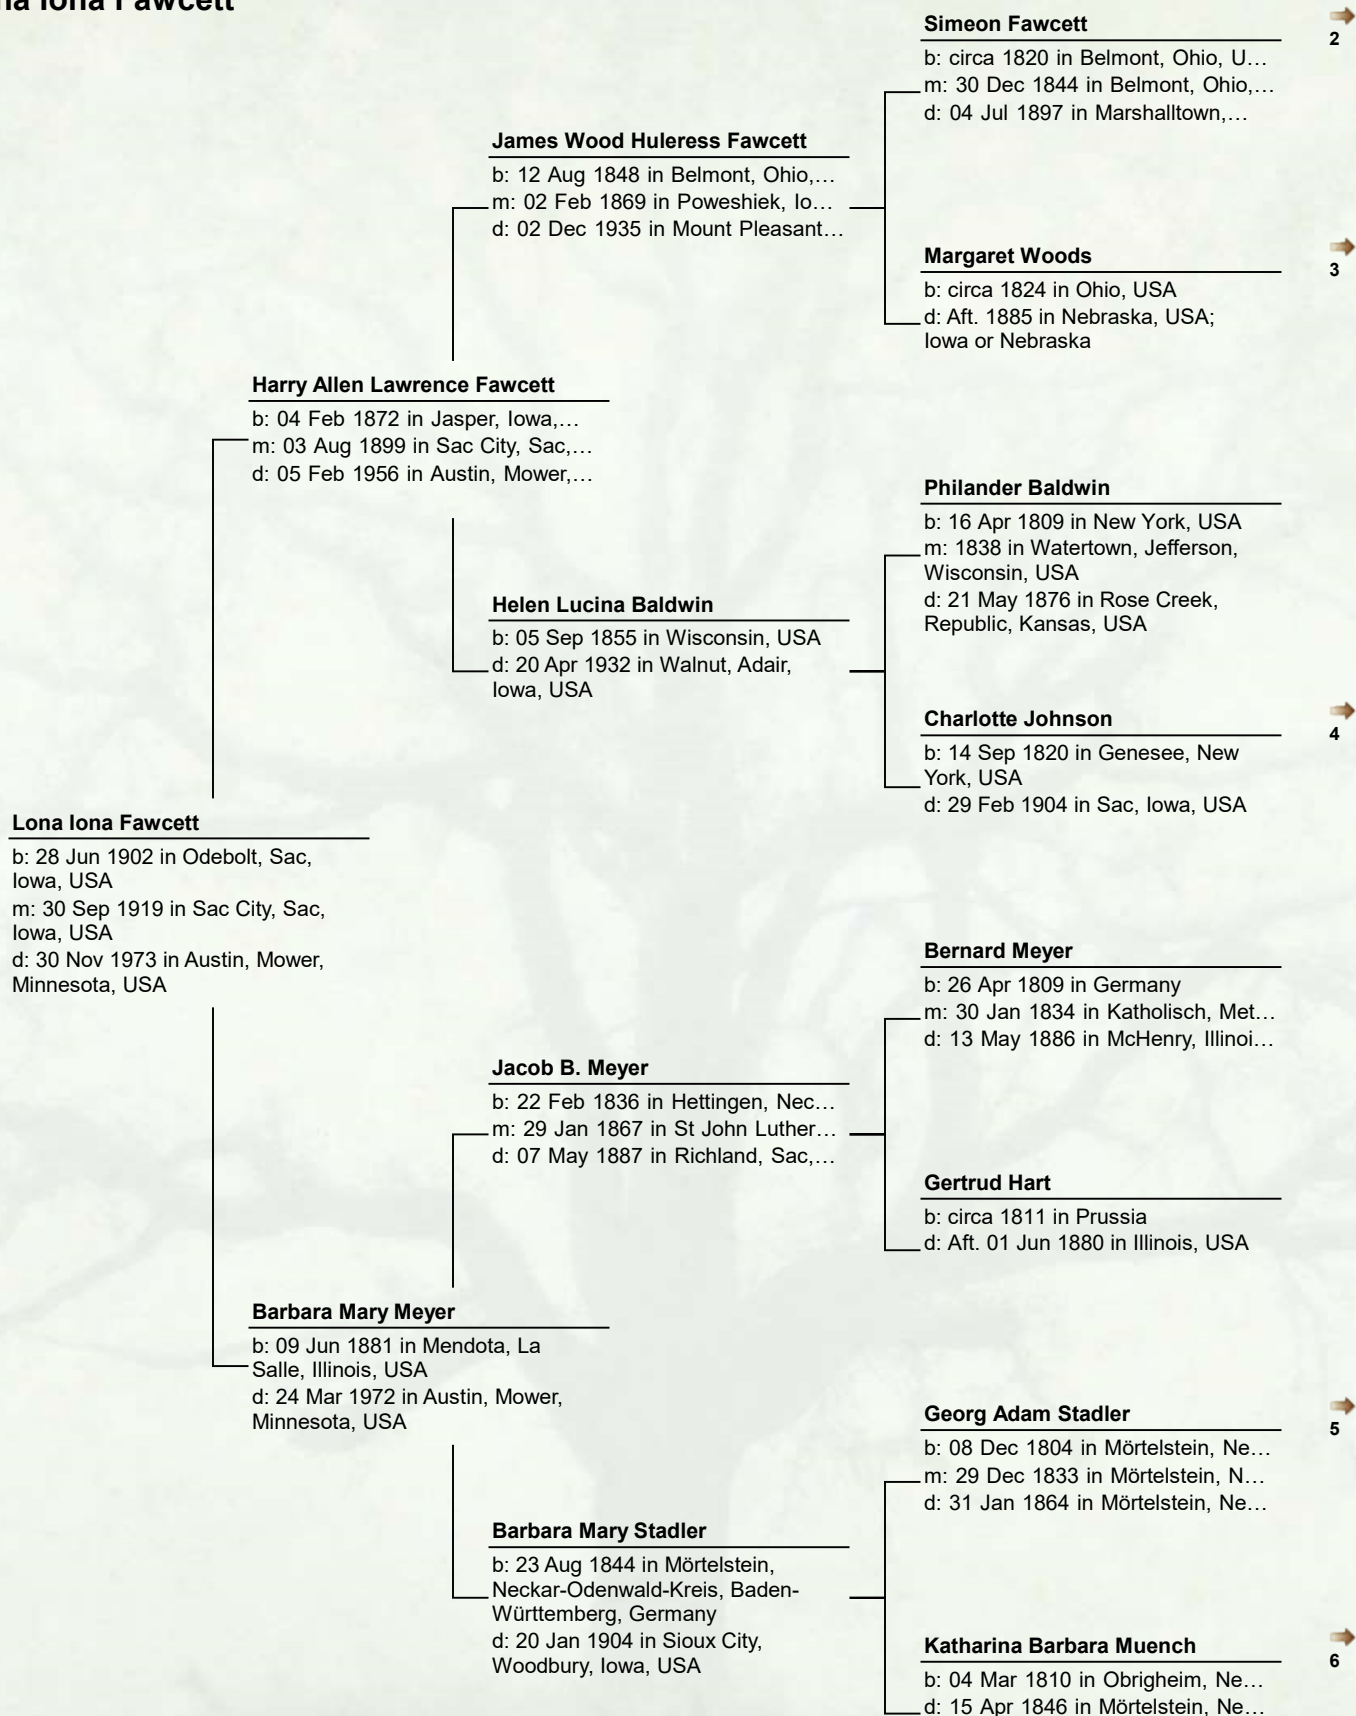 Iona Fawcett
Simeon Fawcett
b: circa 1820 in Belmont, Ohio, U…
m: 30 Dec 1844 in Belmont, Ohio,…
d: 04 Jul 1897 in Marshalltown,…
2
James Wood Huleress Fawcett
b: 12 Aug 1848 in Belmont, Ohio,…
m: 02 Feb 1869 in Poweshiek, Io…
d: 02 Dec 1935 in Mount Pleasant…
Margaret Woods
b: circa 1824 in Ohio, USA
d: Aft. 1885 in Nebraska, USA;
Iowa or Nebraska
3
Harry Allen Lawrence Fawcett
b: 04 Feb 1872 in Jasper, Iowa,…
m: 03 Aug 1899 in Sac City, Sac,…
d: 05 Feb 1956 in Austin, Mower,…
Philander Baldwin
b: 16 Apr 1809 in New York, USA
m: 1838 in Watertown, Jefferson,
Wisconsin, USA
d: 21 May 1876 in Rose Creek,
Republic, Kansas, USA
Helen Lucina Baldwin
b: 05 Sep 1855 in Wisconsin, USA
d: 20 Apr 1932 in Walnut, Adair,
Iowa, USA
Charlotte Johnson
b: 14 Sep 1820 in Genesee, New
York, USA
d: 29 Feb 1904 in Sac, Iowa, USA
4
Lona Iona Fawcett
b: 28 Jun 1902 in Odebolt, Sac,
Iowa, USA
m: 30 Sep 1919 in Sac City, Sac,
Iowa, USA
d: 30 Nov 1973 in Austin, Mower,
Minnesota, USA
Bernard Meyer
b: 26 Apr 1809 in Germany
m: 30 Jan 1834 in Katholisch, Met…
d: 13 May 1886 in McHenry, Illinoi…
Jacob B. Meyer
b: 22 Feb 1836 in Hettingen, Nec…
m: 29 Jan 1867 in St John Luther…
d: 07 May 1887 in Richland, Sac,…
Gertrud Hart
b: circa 1811 in Prussia
d: Aft. 01 Jun 1880 in Illinois, USA
Barbara Mary Meyer
b: 09 Jun 1881 in Mendota, La
Salle, Illinois, USA
d: 24 Mar 1972 in Austin, Mower,
Minnesota, USA
Georg Adam Stadler
b: 08 Dec 1804 in Mörtelstein, Ne…
m: 29 Dec 1833 in Mörtelstein, N…
d: 31 Jan 1864 in Mörtelstein, Ne…
5
Barbara Mary Stadler
b: 23 Aug 1844 in Mörtelstein,
Neckar-Odenwald-Kreis, Baden-
Württemberg, Germany
d: 20 Jan 1904 in Sioux City,
Woodbury, Iowa, USA
Katharina Barbara Muench
b: 04 Mar 1810 in Obrigheim, Ne…
d: 15 Apr 1846 in Mörtelstein, Ne…
6